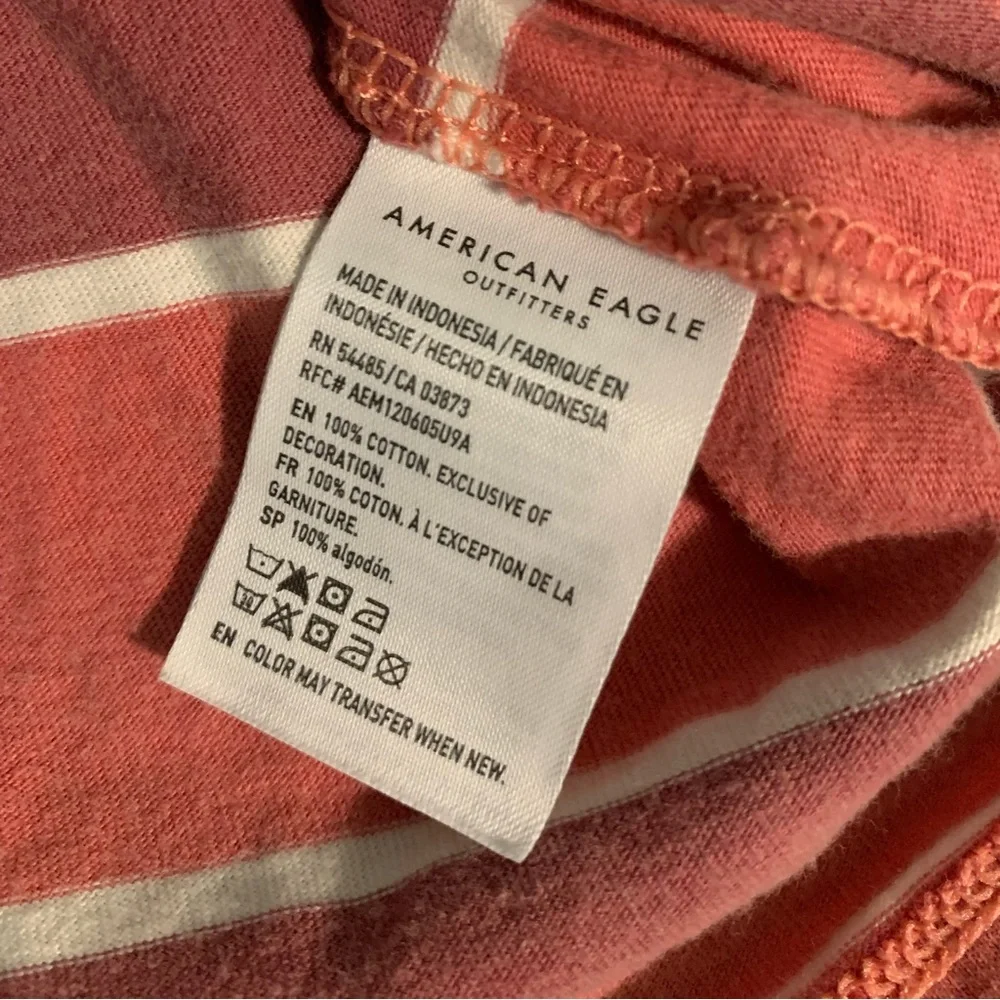 AMERICAN EAGLE
OUTFITTERS
MADE IN INDONESIA / FABRIQUÉ EN
INDONÉSIE / HECHO EN INDONESIA
RN 54485 / CA 03873
RFC# AEM120605U9A
EN 100% COTTON. EXCLUSIVE OF
DECORATION.
FR 100% COTON. À L'EXCEPTION DE LA
GARNITURE.
SP 100% algodón.
30
EN COLOR MAY TRANSFER WHEN NEW.